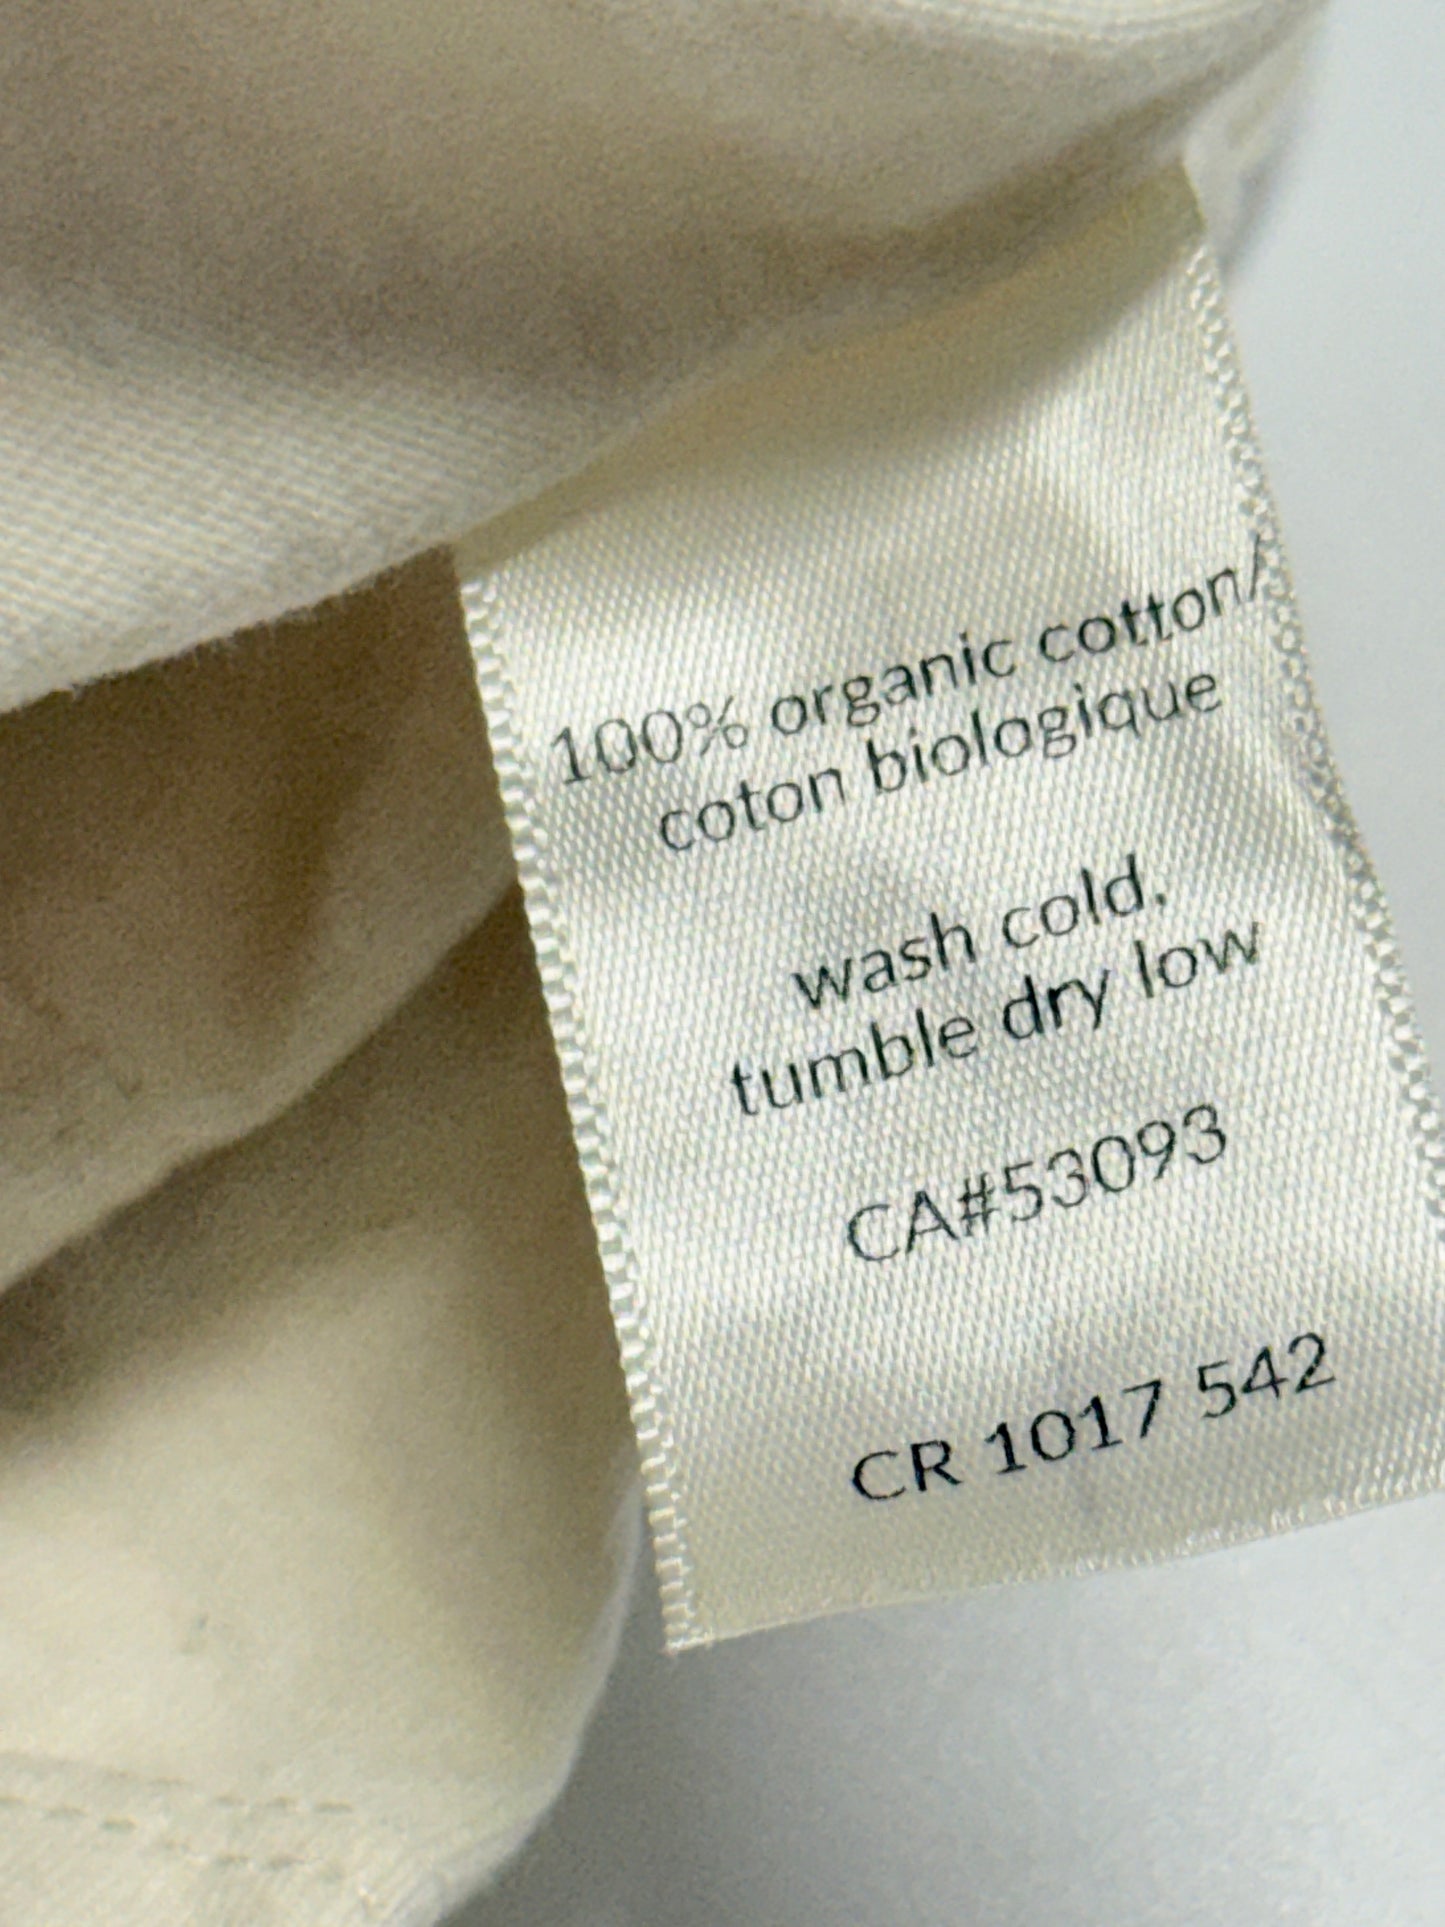 100% organic cotton/
coton biologique
wash cold,
tumble dry low
CA#53093
CR 1017 542